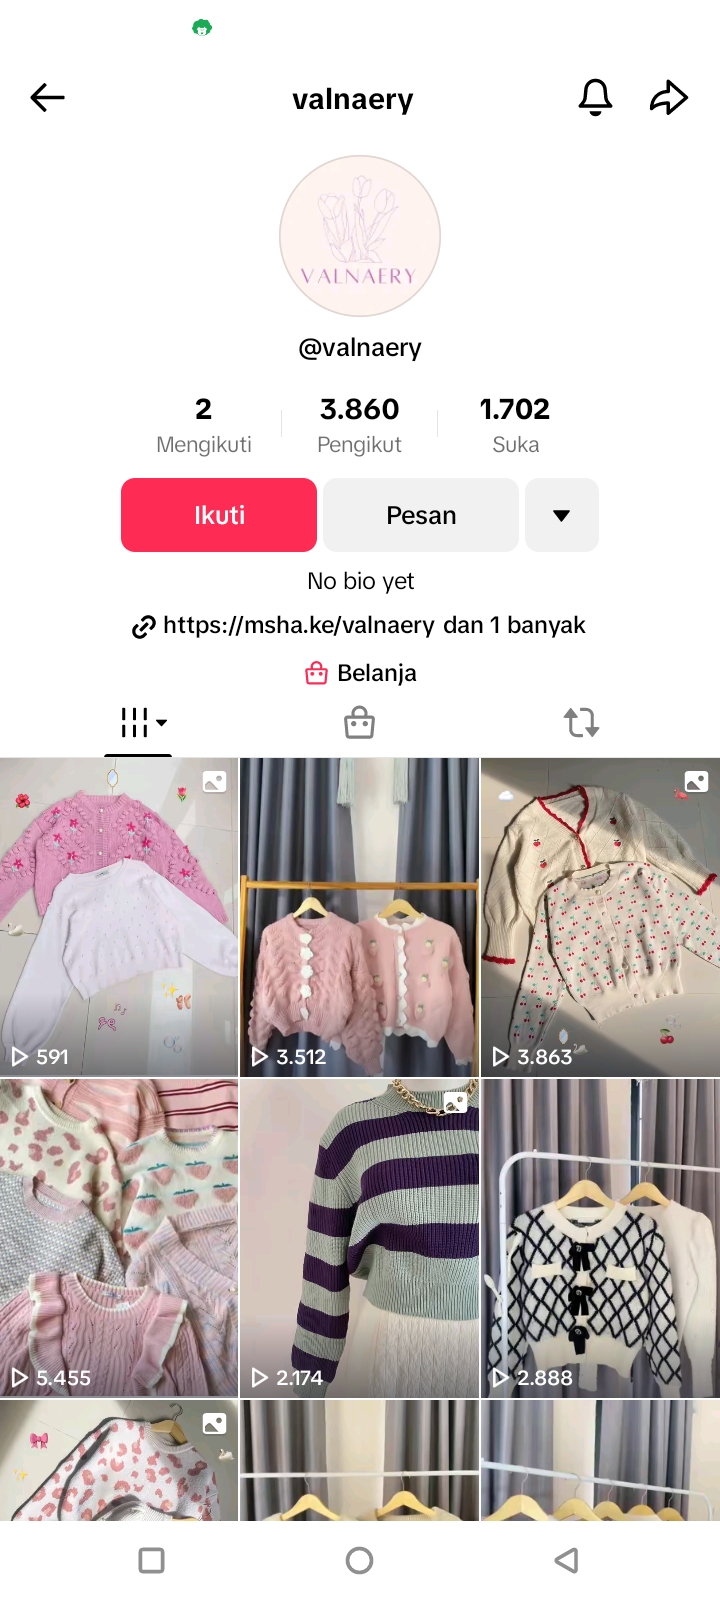 valnaery
VALNAERY
@valnaery
2 3.860 1.702
Mengikuti Pengikut Suka
Ikuti Pesan
No bio yet
https://msha.ke/valnaery dan 1 banyak
Belanja
591 3.512 3.863
5.455 2.174 2.888